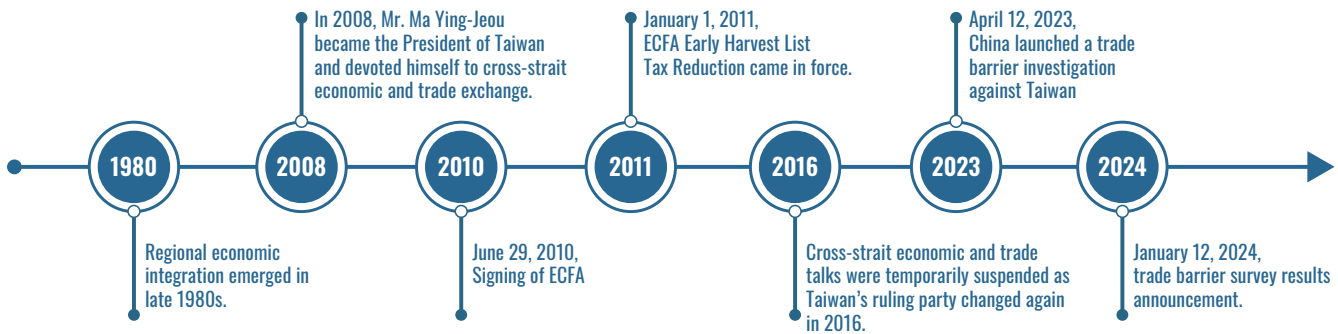 In 2008, Mr. Ma Ying-Jeou
became the President of Taiwan
and devoted himself to cross-strait
economic and trade exchange.
January 1, 2011,
ECFA Early Harvest List
Tax Reduction came in force.
April 12, 2023,
China launched a trade
barrier investigation
against Taiwan
1980
2008
2010
2011
2016
2023
2024
Regional economic
integration emerged in
late 1980s.
June 29, 2010,
Signing of ECFA
Cross-strait economic and trade
talks were temporarily suspended as
Taiwan’s ruling party changed again
in 2016.
January 12, 2024,
trade barrier survey results
announcement.